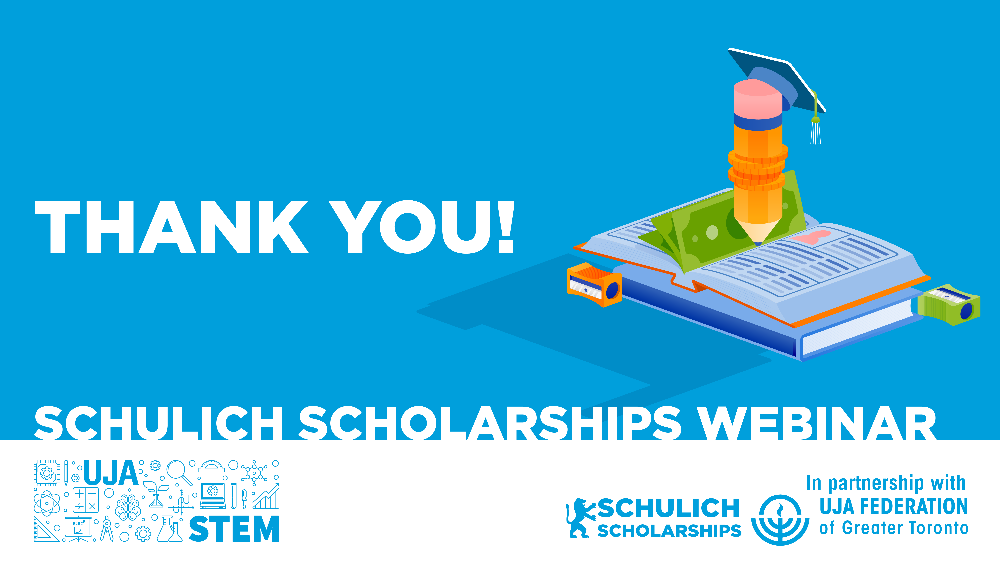 THANK YOU!
SCHULICH SCHOLARSHIPS WEBINAR
UJA
E=MC²
STEM
SCHULICH
SCHOLARSHIPS
In partnership with
UJA FEDERATION
of Greater Toronto